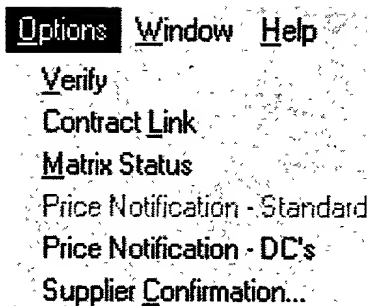 Options Window Help
Verify
Contract Link
Matrix Status
Price Notification - Standard
Price Notification - DC's
Supplier Confirmation...